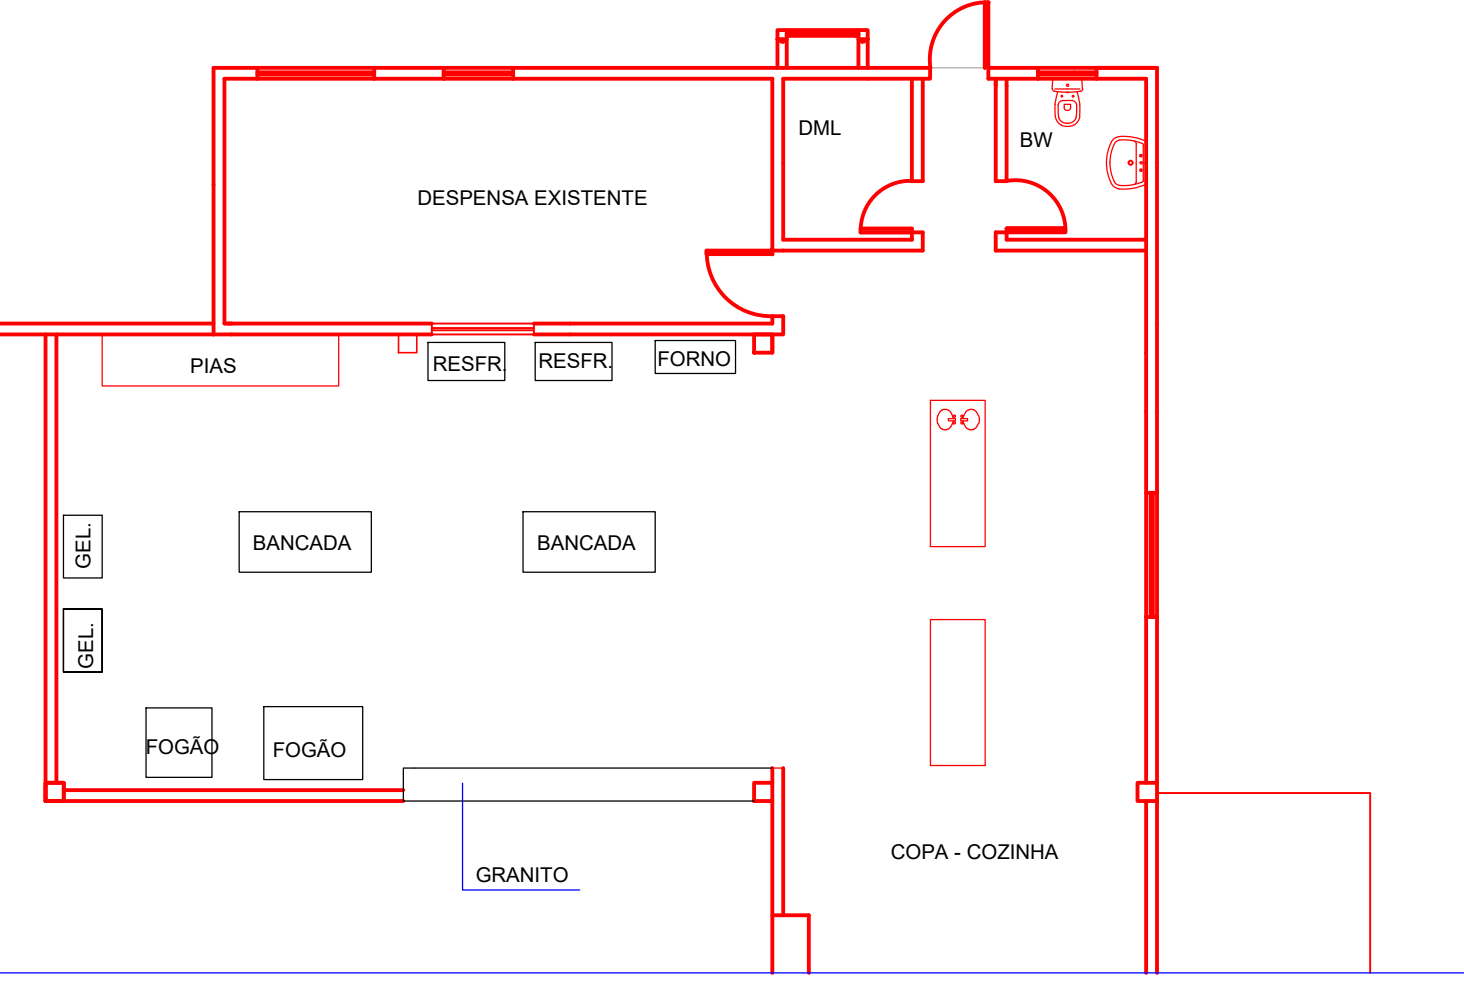 DML
BW
DESPENSA EXISTENTE
PIAS
RESFR.
RESFR.
FORNO
GEL.
BANCADA
BANCADA
GEL.
FOGÃO
FOGÃO
COPA - COZINHA
GRANITO